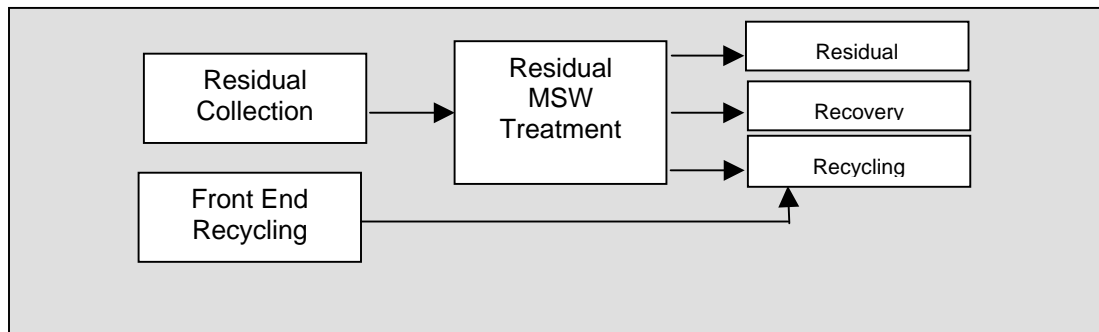 Residual
Collection
Residual
MSW
Treatment
Residual
Recovery
Recycling
Front End
Recycling